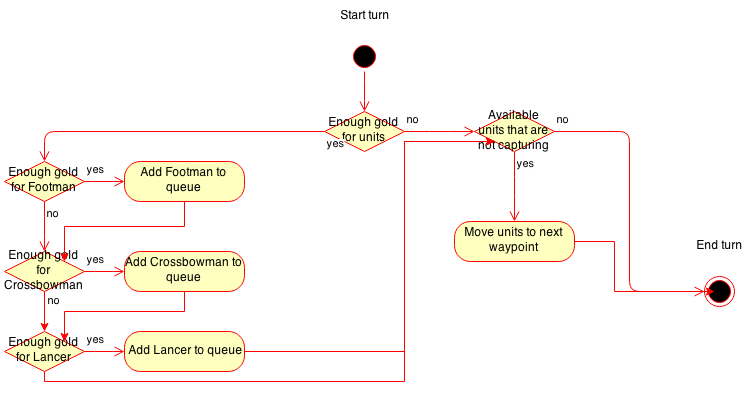 Start turn
Enough gold
for units
no
yes
Available
units that are
not capturing
no
yes
Enough gold
for Footman
yes
Add Footman to
queue
no
Move units to next
waypoint
End turn
Enough gold
for
Crossbowman
yes
Add Crossbowman to
queue
no
Enough gold
for Lancer
yes
Add Lancer to queue